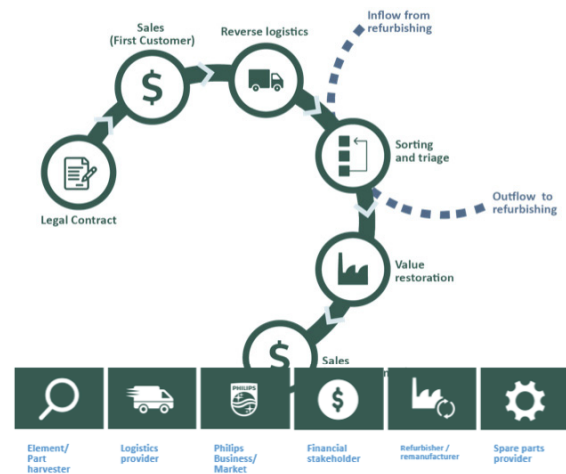 Sales
(First Customer)
Reverse logistics
Inflow from
refurbishing
Sorting
and triage
Legal Contract
Outflow to
refurbishing
Value
restoration
$
$
Sales
PHILIPS
$
Element/
Part
harvester
Logistics
provider
Philips
Business/
Market
Financial
stakeholder
Refurbisher /
remanufacturer
Spare parts
provider